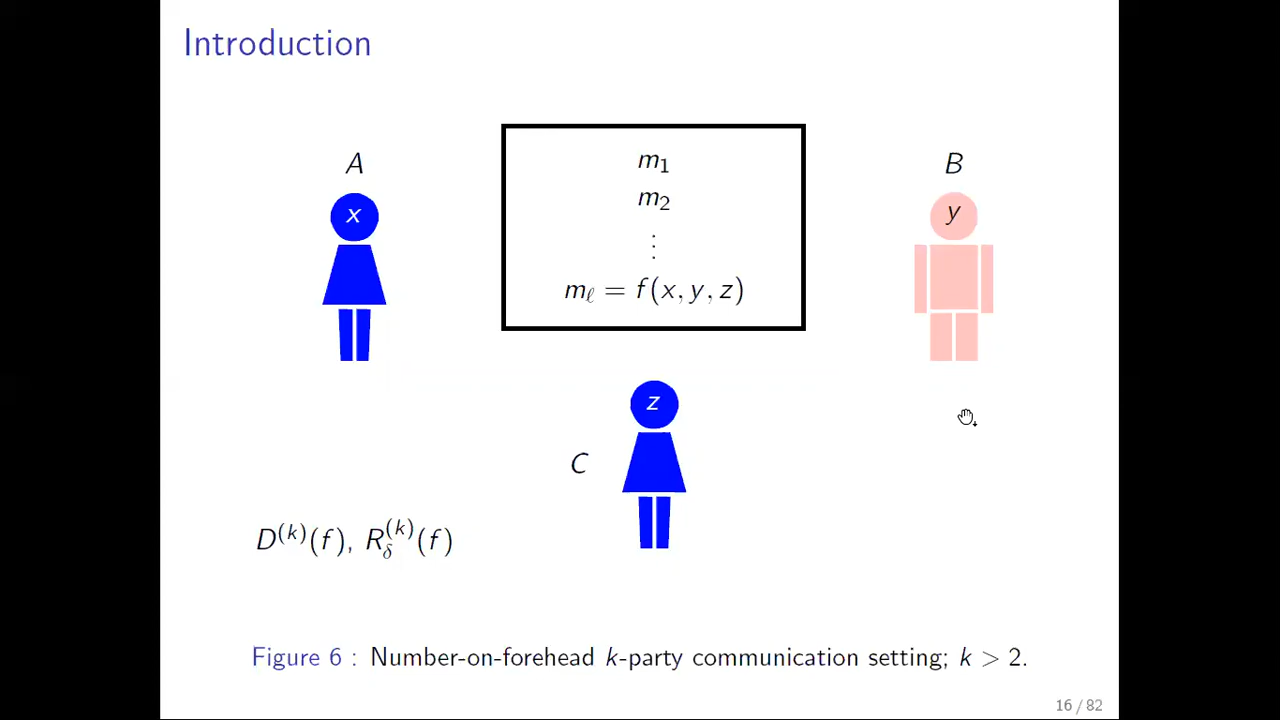 Introduction
A
B
x
y
m₁
m₂
⋮
m_ℓ = f(x, y, z)
z
C
D^(k)(f), R_δ^(k)(f)
Figure 6 : Number-on-forehead k-party communication setting; k > 2.
16 / 82